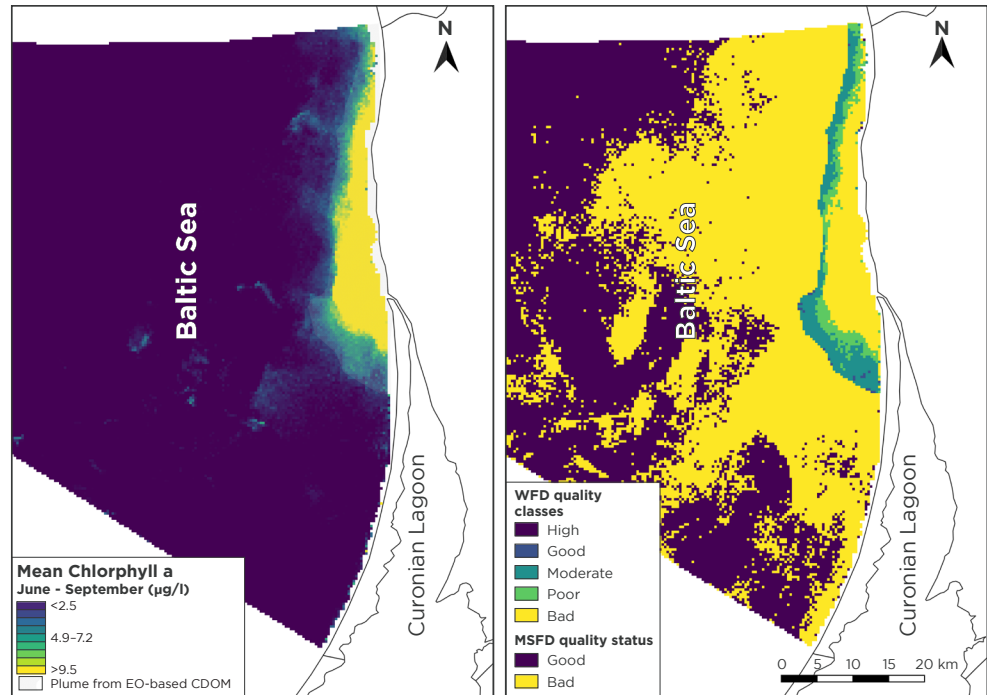 N
Baltic Sea
Curonian Lagoon
Mean Chlorphyll a
June - September (µg/l)
<2.5
4.9–7.2
>9.5
Plume from EO-based CDOM
N
Baltic Sea
Curonian Lagoon
WFD quality
classes
High
Good
Moderate
Poor
Bad
MSFD quality status
Good
Bad
0 5 10 15 20 km